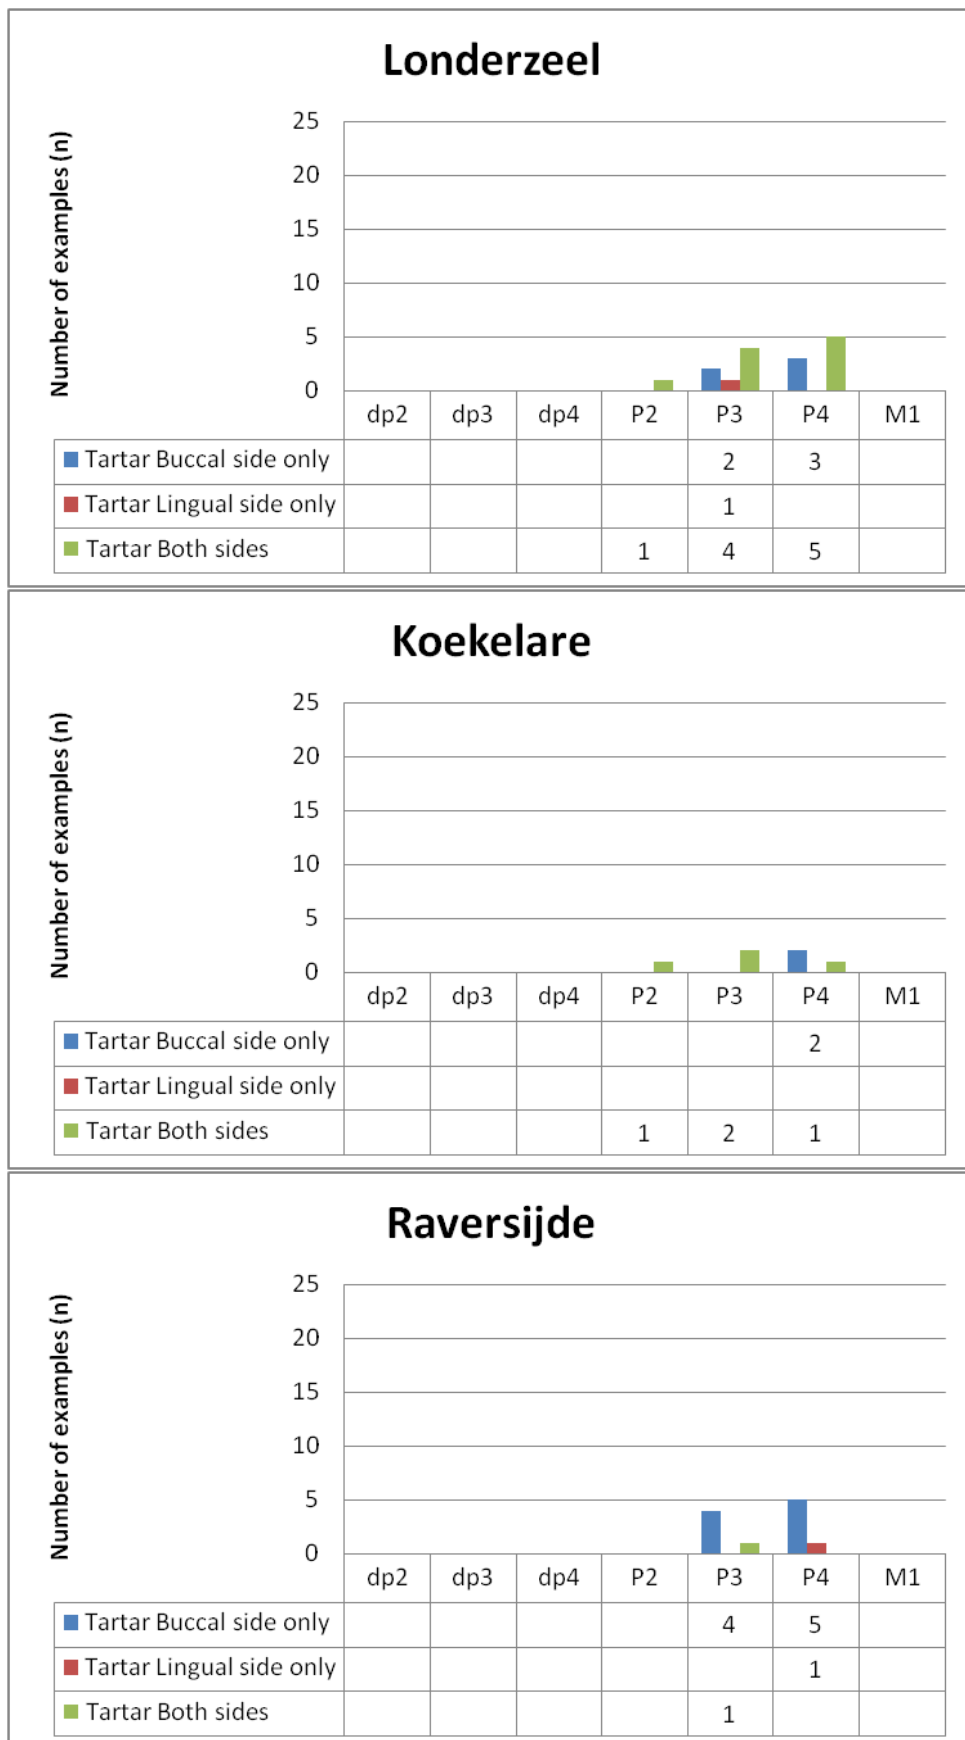 Londerzeel
Number of examples (n)
25
20
15
10
5
0
dp2 dp3 dp4 P2 P3 P4 M1
Tartar Buccal side only 2 3
Tartar Lingual side only 1
Tartar Both sides 1 4 5
Koekelare
Number of examples (n)
25
20
15
10
5
0
dp2 dp3 dp4 P2 P3 P4 M1
Tartar Buccal side only 2
Tartar Lingual side only
Tartar Both sides 1 2 1
Raversijde
Number of examples (n)
25
20
15
10
5
0
dp2 dp3 dp4 P2 P3 P4 M1
Tartar Buccal side only 4 5
Tartar Lingual side only 1
Tartar Both sides 1